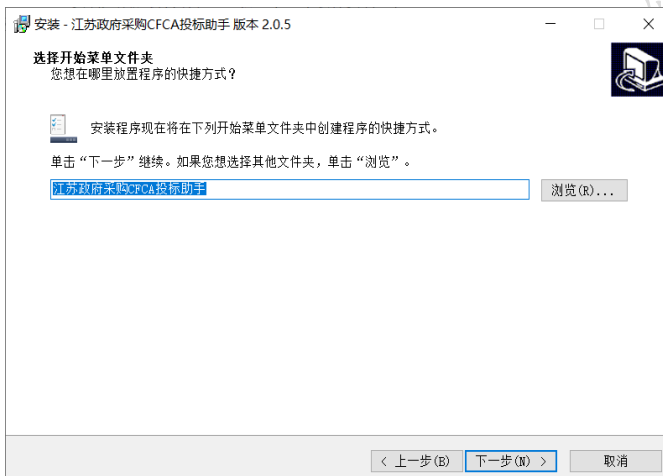 安装 - 江苏政府采购CFCA投标助手 版本 2.0.5
选择开始菜单文件夹
您想在哪里放置程序的快捷方式？
安装程序现在将在下列开始菜单文件夹中创建程序的快捷方式。
单击“下一步”继续。如果您想选择其他文件夹，单击“浏览”。
江苏政府采购CFCA投标助手
浏览(R)...
< 上一步(B)
下一步(N) >
取消